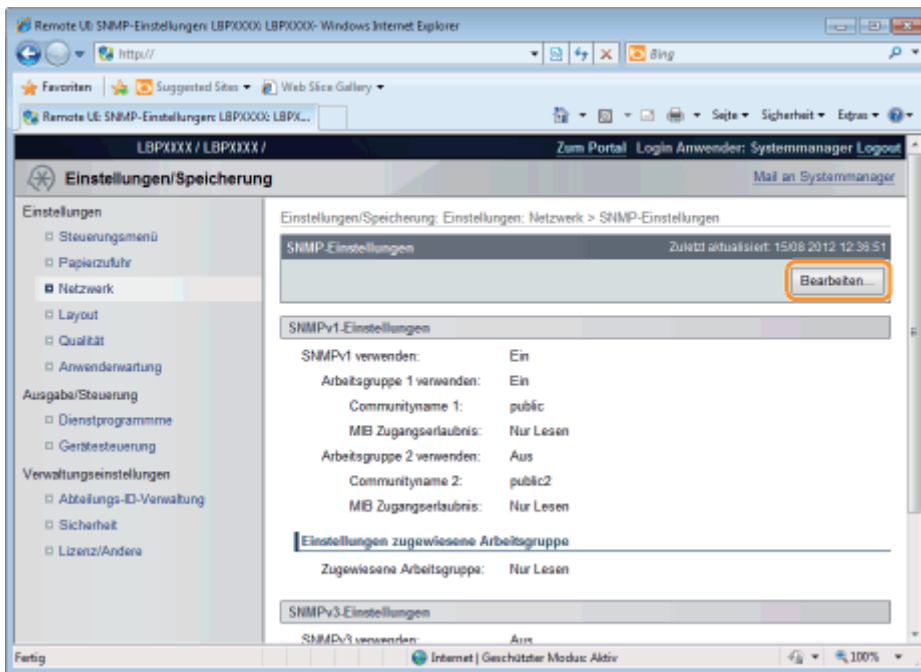 Remote UI: SNMP-Einstellungen: LBPXXXX: LBPXXXX- Windows Internet Explorer
http://
Bing
Favoriten Suggested Sites Web Slice Gallery
Remote UI: SNMP-Einstellungen: LBPXXXX: LBPX... Seite Sicherheit Extras
LBPXXXX / LBPXXXX / Zum Portal Login Anwender: Systemmanager Logout
Einstellungen/Speicherung Mail an Systemmanager
Einstellungen
Steuerungsmenü
Papierzufuhr
Netzwerk
Layout
Qualität
Anwenderwartung
Ausgabe/Steuerung
Dienstprogrammme
Gerätesteuerung
Verwaltungseinstellungen
Abteilungs-ID-Verwaltung
Sicherheit
Lizenz/Andere
Einstellungen/Speicherung: Einstellungen: Netzwerk > SNMP-Einstellungen
SNMP-Einstellungen Zuletzt aktualisiert: 15/08 2012 12:36:51
Bearbeiten...
SNMPv1-Einstellungen
SNMPv1 verwenden: Ein
Arbeitsgruppe 1 verwenden: Ein
Communityname 1: public
MIB Zugangserlaubnis: Nur Lesen
Arbeitsgruppe 2 verwenden: Aus
Communityname 2: public2
MIB Zugangserlaubnis: Nur Lesen
Einstellungen zugewiesene Arbeitsgruppe
Zugewiesene Arbeitsgruppe: Nur Lesen
SNMPv3-Einstellungen
SNMPv3 verwenden: Aus
Fertig Internet | Geschützter Modus: Aktiv 100%